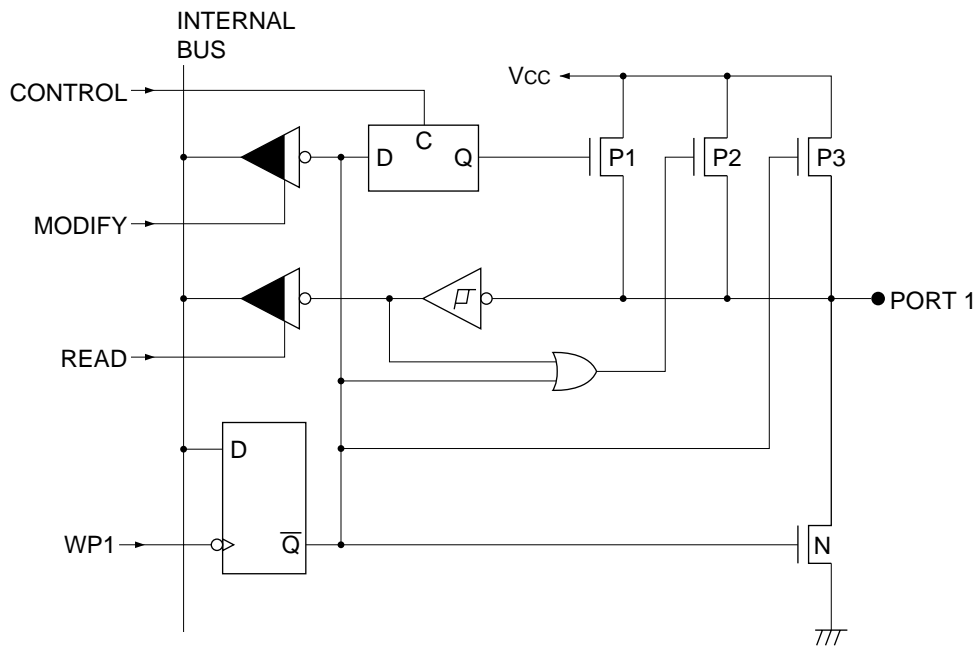 INTERNAL
BUS
VCC
CONTROL
C
D
Q
P1
P2
P3
MODIFY
PORT 1
READ
D
WP1
Q̅
N